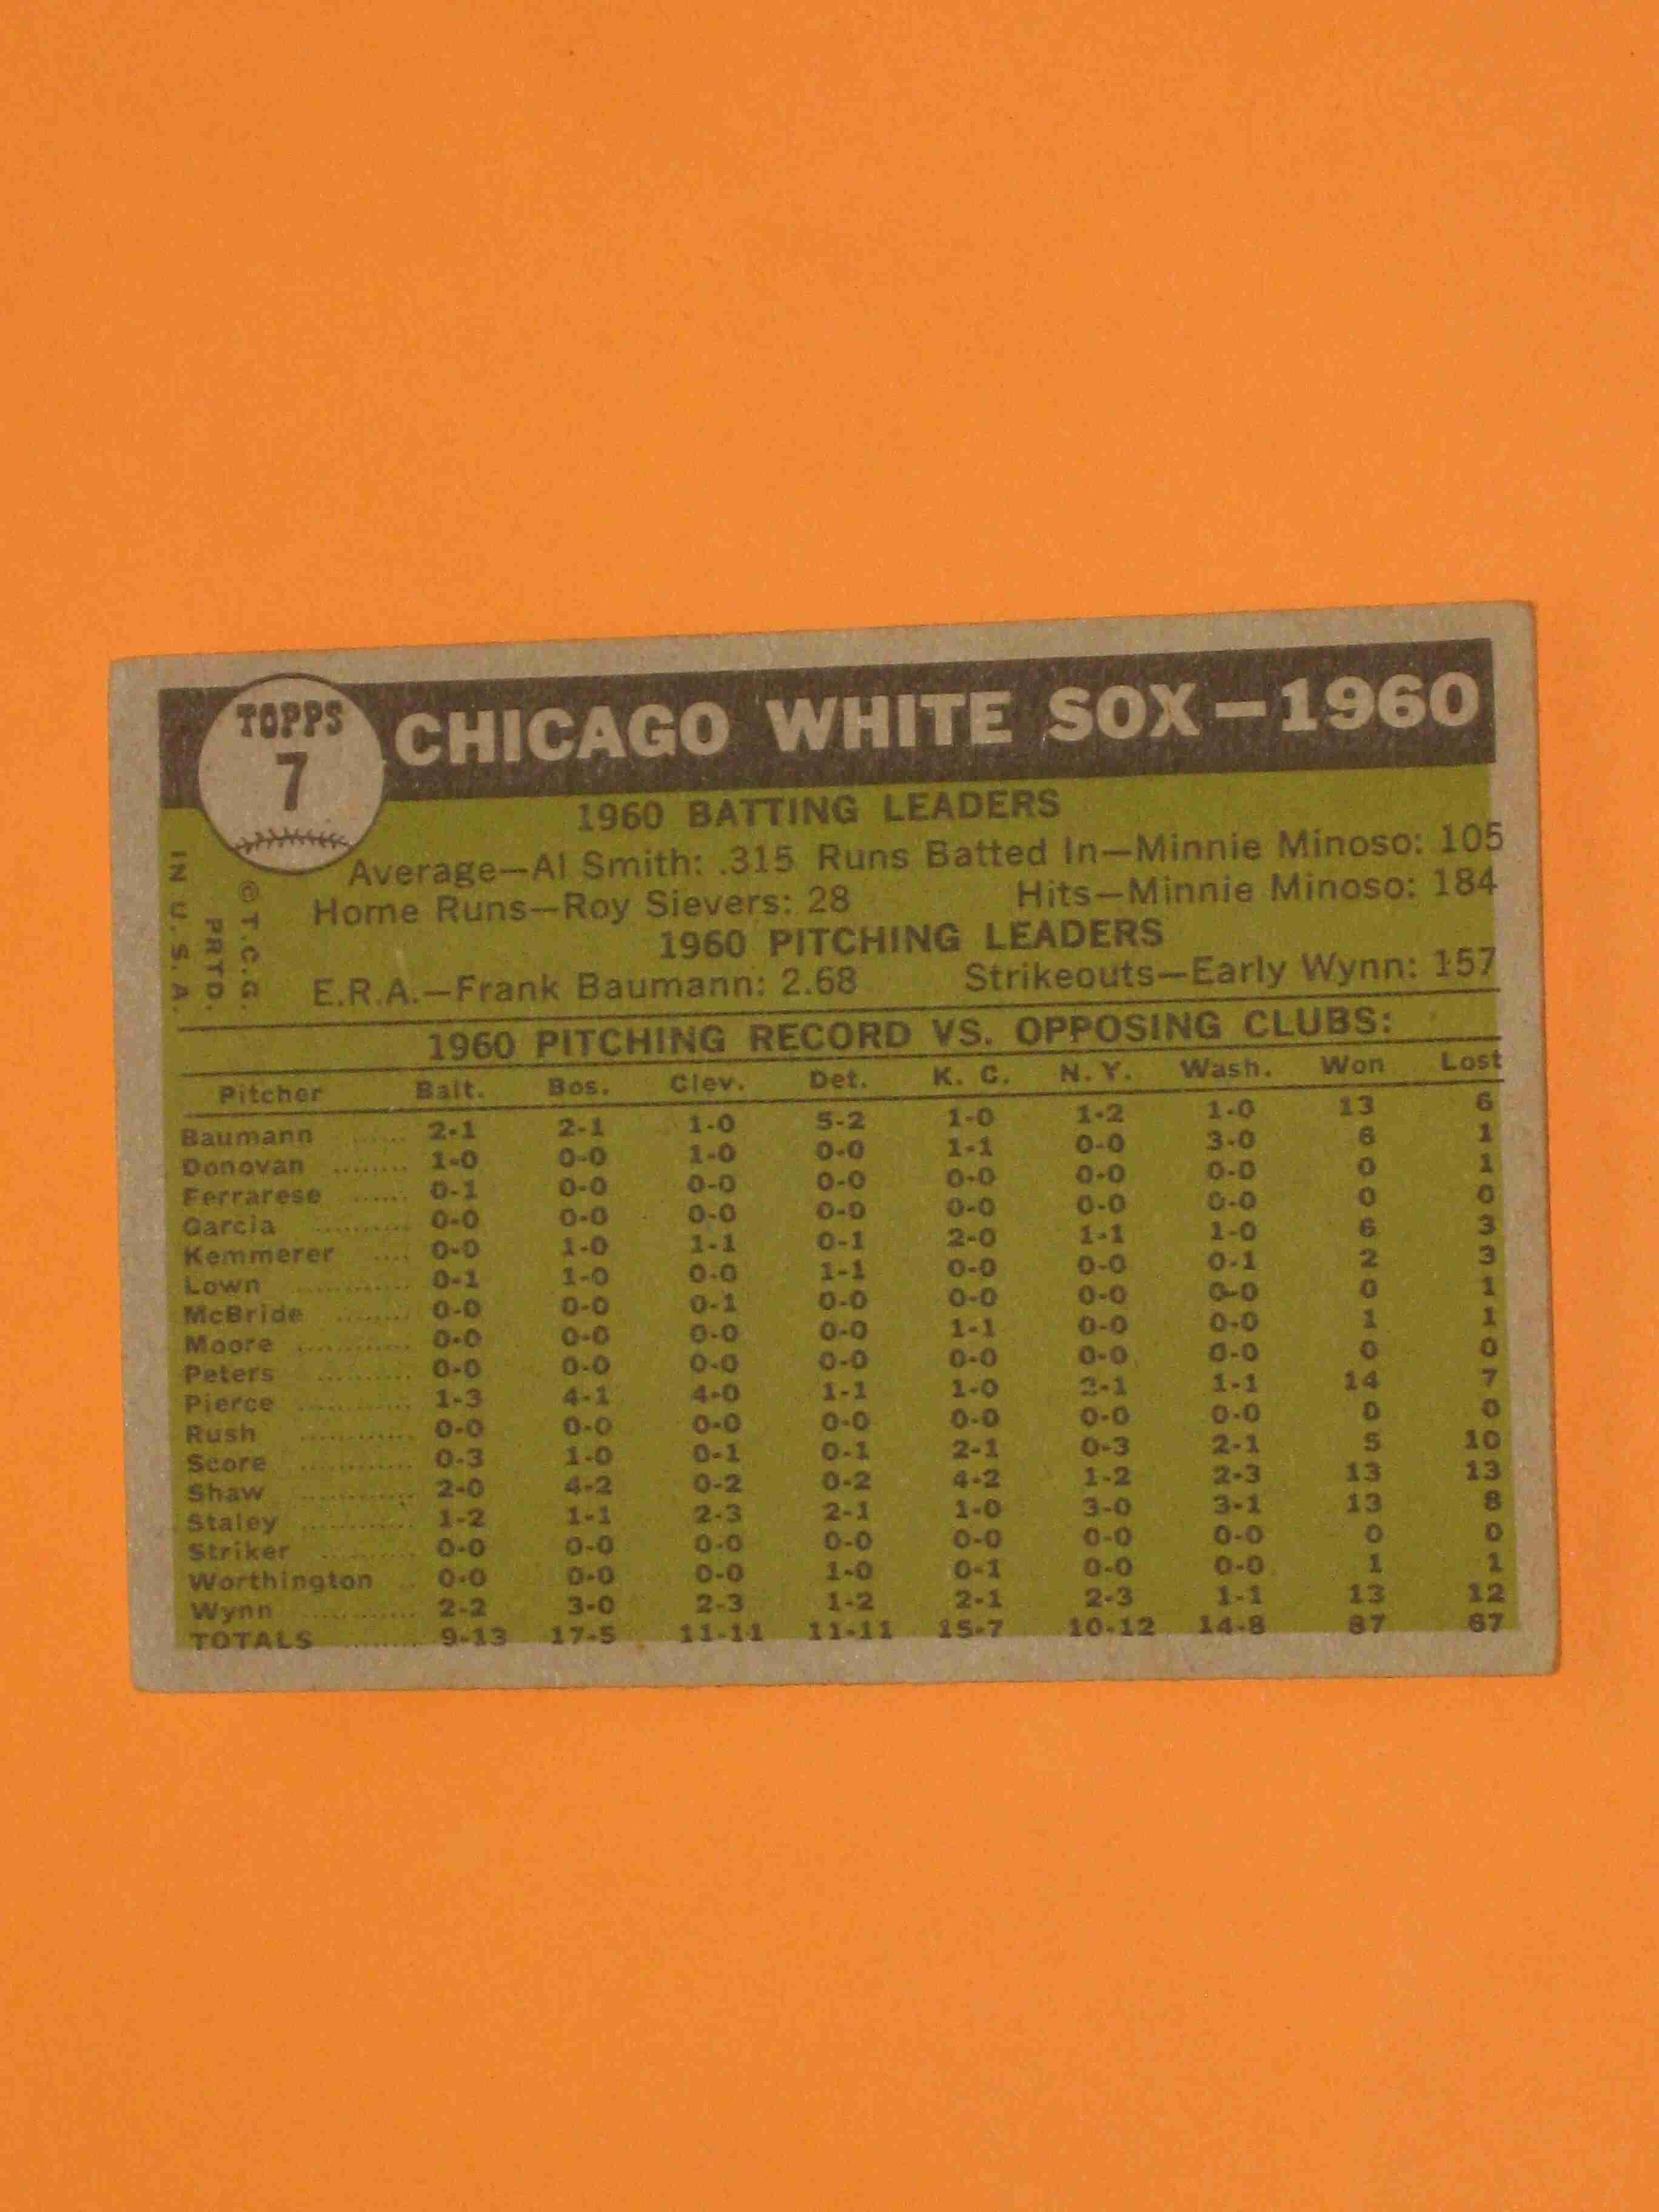 TOPPS
7
CHICAGO WHITE SOX—1960
1960 BATTING LEADERS
Average—Al Smith: .315 Runs Batted In—Minnie Minoso: 105
Home Runs—Roy Sievers: 28 Hits—Minnie Minoso: 184
1960 PITCHING LEADERS
E.R.A.—Frank Baumann: 2.68 Strikeouts—Early Wynn: 157
© T.C.G.
PRTD.
IN U.S.A.
1960 PITCHING RECORD VS. OPPOSING CLUBS:
Pitcher Balt. Bos. Clev. Det. K. C. N. Y. Wash. Won Lost
Baumann ...... 2-1 2-1 1-0 5-2 1-0 1-2 1-0 13 6
Donovan ........ 1-0 0-0 1-0 0-0 1-1 0-0 3-0 6 1
Ferrarese ...... 0-1 0-0 0-0 0-0 0-0 0-0 0-0 0 1
Garcia .......... 0-0 0-0 0-0 0-0 0-0 0-0 0-0 0 0
Kemmerer .... 0-0 1-0 1-1 0-1 2-0 1-1 1-0 6 3
Lown ............ 0-1 1-0 0-0 1-1 0-0 0-0 0-1 2 3
McBride ........ 0-0 0-0 0-1 0-0 0-0 0-0 0-0 0 1
Moore ............ 0-0 0-0 0-0 0-0 1-1 0-0 0-0 1 1
Peters .......... 0-0 0-0 0-0 0-0 0-0 0-0 0-0 0 0
Pierce ............ 1-3 4-1 4-0 1-1 1-0 2-1 1-1 14 7
Rush ............ 0-0 0-0 0-0 0-0 0-0 0-0 0-0 0 0
Score ............ 0-3 1-0 0-1 0-1 2-1 0-3 2-1 5 10
Shaw ............ 2-0 4-2 0-2 0-2 4-2 1-2 2-3 13 13
Staley ............ 1-2 1-1 2-3 2-1 1-0 3-0 3-1 13 8
Striker .......... 0-0 0-0 0-0 0-0 0-0 0-0 0-0 0 0
Worthington .. 0-0 0-0 0-0 1-0 0-1 0-0 0-0 1 1
Wynn ............ 2-2 3-0 2-3 1-2 2-1 2-3 1-1 13 12
TOTALS ........ 9-13 17-5 11-11 11-11 15-7 10-12 14-8 87 67